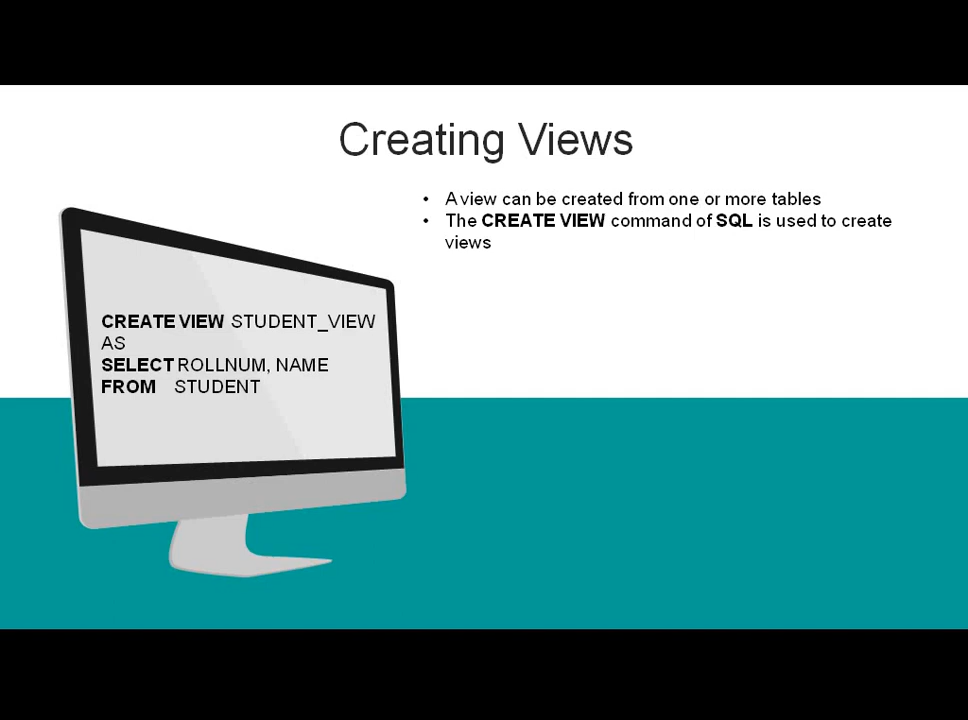 Creating Views
• A view can be created from one or more tables
• The CREATE VIEW command of SQL is used to create
views
CREATE VIEW STUDENT_VIEW
AS
SELECT ROLLNUM, NAME
FROM STUDENT